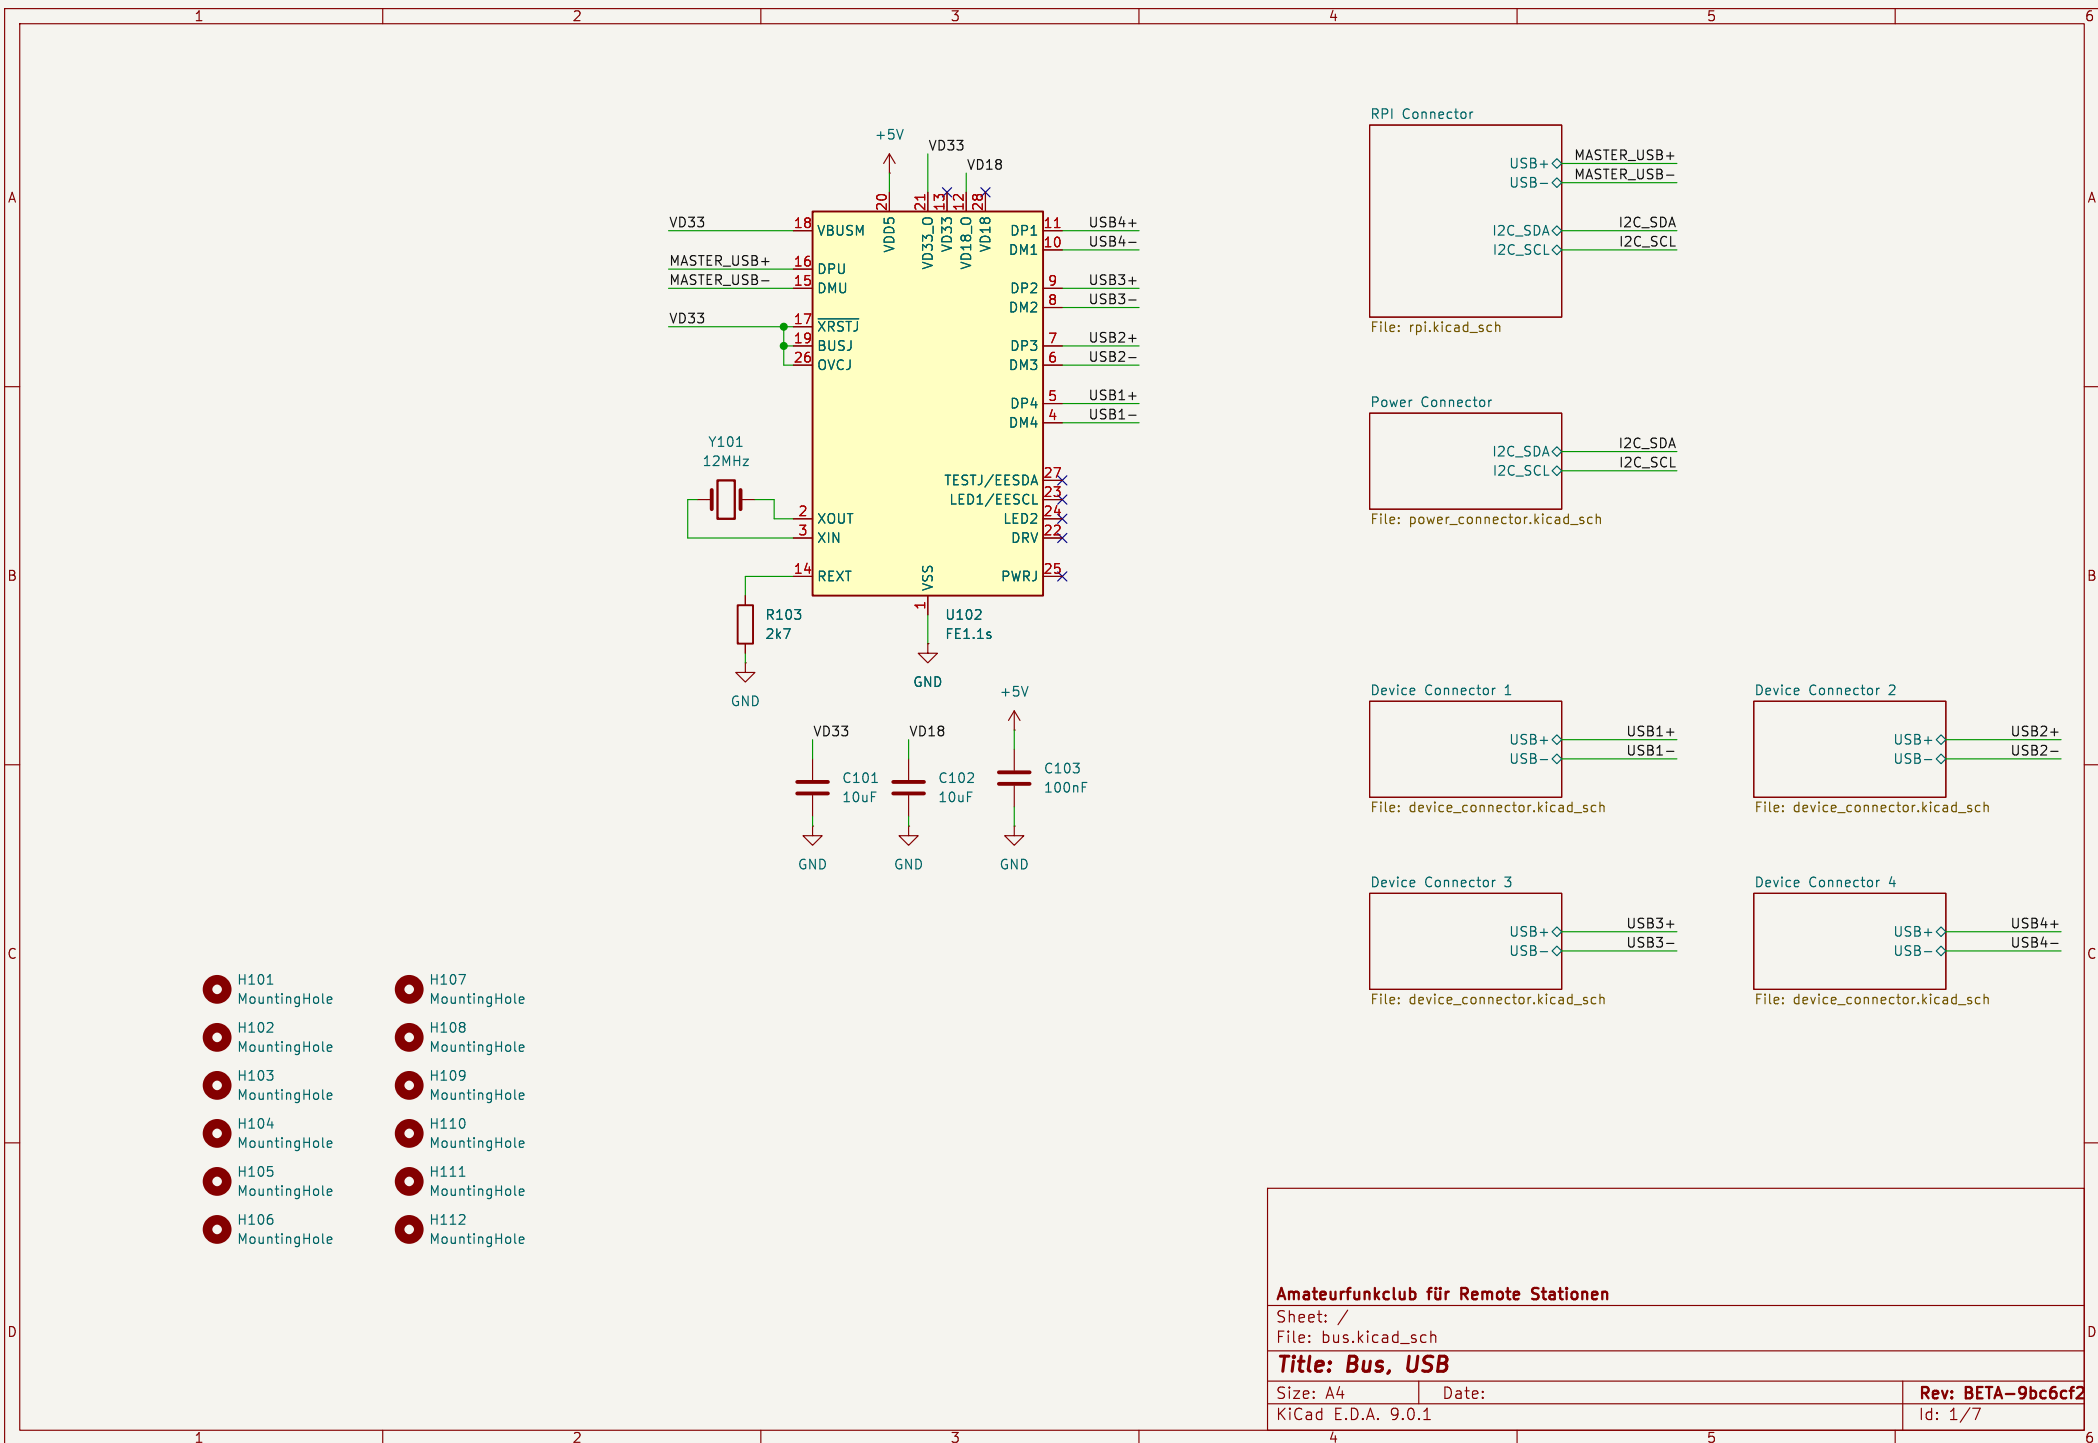 1 2 3 4 5 6
A
B
C
D
A
B
C
D
1 2 3 4 5 6
+5V
VD33
VD18
20
21
13
12
28
VDD5
VD33_O
VD33
VD18_O
VD18
VD33
18 VBUSM
MASTER_USB+
16 DPU
MASTER_USB-
15 DMU
VD33
17 XRSTJ
19 BUSJ
26 OVCJ
Y101
12MHz
2 XOUT
3 XIN
14 REXT
R103
2k7
GND
DP1 11 USB4+
DM1 10 USB4-
DP2 9 USB3+
DM2 8 USB3-
DP3 7 USB2+
DM3 6 USB2-
DP4 5 USB1+
DM4 4 USB1-
TESTJ/EESDA 27
LED1/EESCL 23
LED2 24
DRV 22
PWRJ 25
VSS
1
U102
FE1.1s
GND
VD33
C101
10uF
GND
VD18
C102
10uF
GND
+5V
C103
100nF
GND
RPI Connector
USB+ MASTER_USB+
USB- MASTER_USB-
I2C_SDA I2C_SDA
I2C_SCL I2C_SCL
File: rpi.kicad_sch
Power Connector
I2C_SDA I2C_SDA
I2C_SCL I2C_SCL
File: power_connector.kicad_sch
Device Connector 1
USB+ USB1+
USB- USB1-
File: device_connector.kicad_sch
Device Connector 2
USB+ USB2+
USB- USB2-
File: device_connector.kicad_sch
Device Connector 3
USB+ USB3+
USB- USB3-
File: device_connector.kicad_sch
Device Connector 4
USB+ USB4+
USB- USB4-
File: device_connector.kicad_sch
H101
MountingHole
H102
MountingHole
H103
MountingHole
H104
MountingHole
H105
MountingHole
H106
MountingHole
H107
MountingHole
H108
MountingHole
H109
MountingHole
H110
MountingHole
H111
MountingHole
H112
MountingHole
Amateurfunkclub für Remote Stationen
Sheet: /
File: bus.kicad_sch
Title: Bus, USB
Size: A4 Date: Rev: BETA-9bc6cf2
KiCad E.D.A. 9.0.1 Id: 1/7